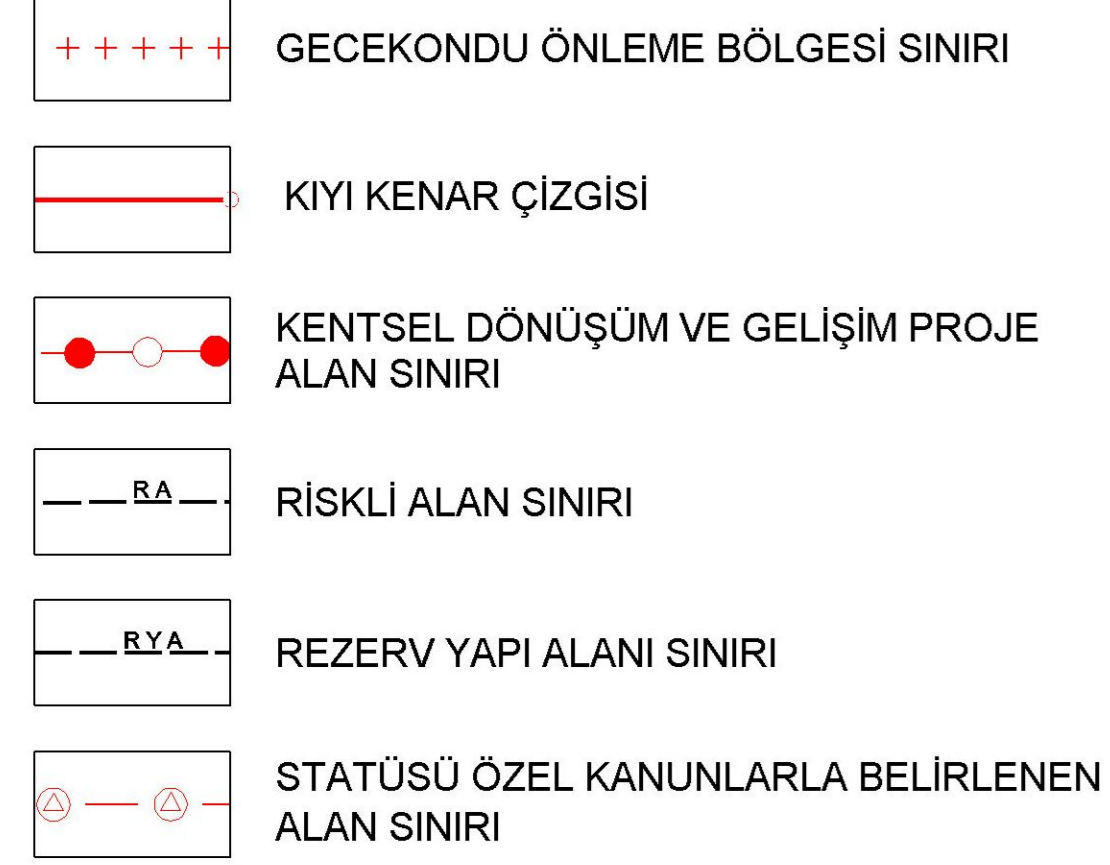 GECEKONDU ÖNLEME BÖLGESİ SINIRI
KIYI KENAR ÇİZGİSİ
KENTSEL DÖNÜŞÜM VE GELİŞİM PROJE
ALAN SINIRI
RA
RİSKLİ ALAN SINIRI
RYA
REZERV YAPI ALANI SINIRI
STATÜSÜ ÖZEL KANUNLARLA BELİRLENEN
ALAN SINIRI